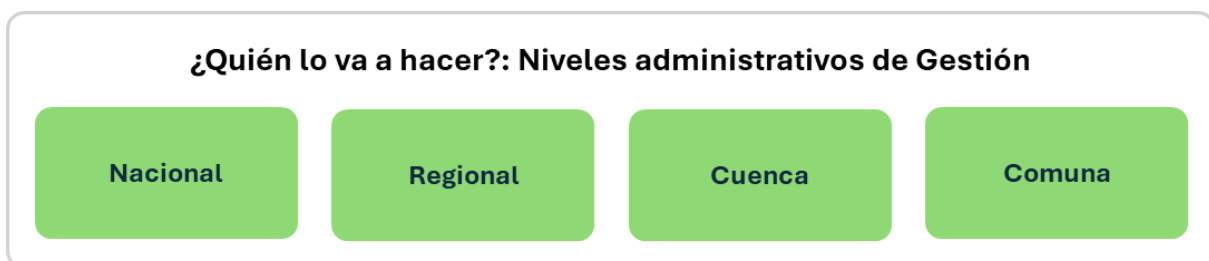 ¿Quién lo va a hacer?: Niveles administrativos de Gestión
Nacional
Regional
Cuenca
Comuna